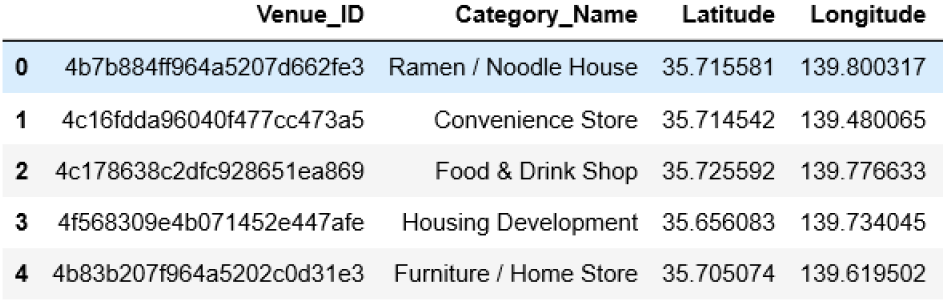 Venue_ID Category_Name Latitude Longitude
0 4b7b884ff964a5207d662fe3 Ramen / Noodle House 35.715581 139.800317
1 4c16fdda96040f477cc473a5 Convenience Store 35.714542 139.480065
2 4c178638c2dfc928651ea869 Food & Drink Shop 35.725592 139.776633
3 4f568309e4b071452e447afe Housing Development 35.656083 139.734045
4 4b83b207f964a5202c0d31e3 Furniture / Home Store 35.705074 139.619502